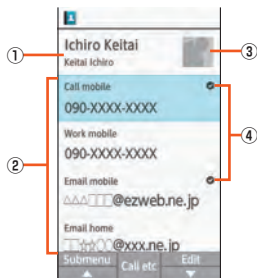 Ichiro Keitai
Keitai Ichiro
Call mobile
090-XXXX-XXXX
Work mobile
090-XXXX-XXXX
Email mobile
△△△□□□@ezweb.ne.jp
Email home
□□☆☆○○@xxx.ne.jp
Submenu Call etc Edit
①
②
③
④